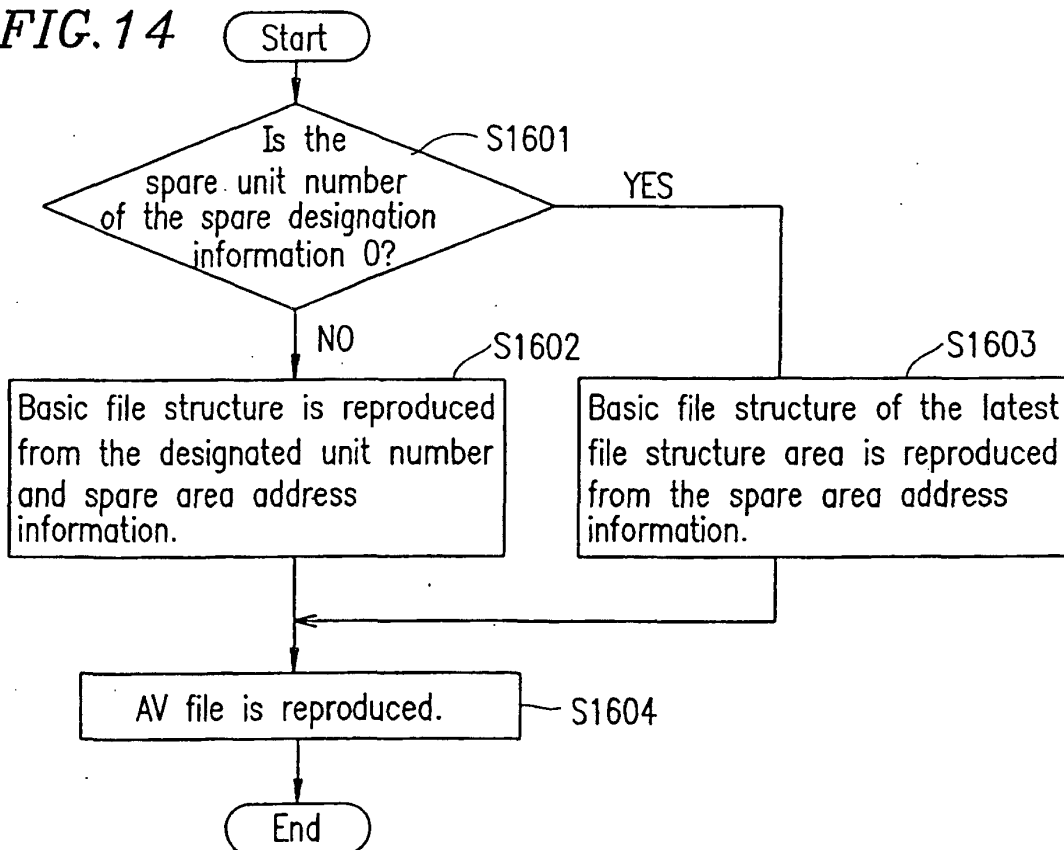 FIG. 14
Start
Is the
spare unit number
of the spare designation
information 0?
S1601
YES
NO
S1602
S1603
Basic file structure is reproduced
from the designated unit number
and spare area address
information.
Basic file structure of the latest
file structure area is reproduced
from the spare area address
information.
AV file is reproduced.
S1604
End